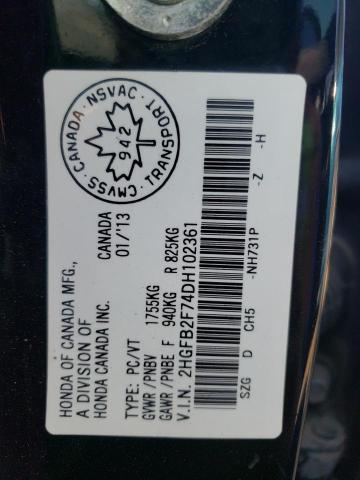 HONDA OF CANADA MFG.,
A DIVISION OF
HONDA CANADA INC.
CANADA
01/'13
CANADA · NSVAC
942
CMVSS · TRANSPORT
TYPE: PC/VT
GVWR /PNBV 1755KG
GAWR /PNBE F 940KG R 825KG
V.I.N. 2HGFB2F74DH102361
SZG D CH5 -NH731P -Z -H